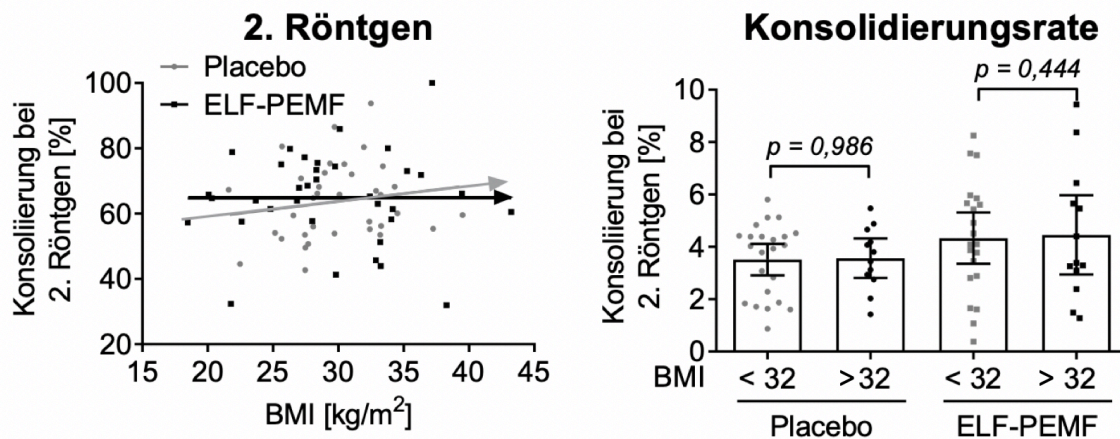 2. Röntgen
Placebo
ELF-PEMF
Konsoliierung bei
2. Röntgen [%]
100
80
60
40
20
15 20 25 30 35 40 45
BMI [kg/m²]
Konsolidierungsrate
Konsoliierung bei
2. Röntgen [%]
10
8
6
4
2
0
p = 0,986
p = 0,444
BMI < 32 >32 < 32 > 32
Placebo ELF-PEMF